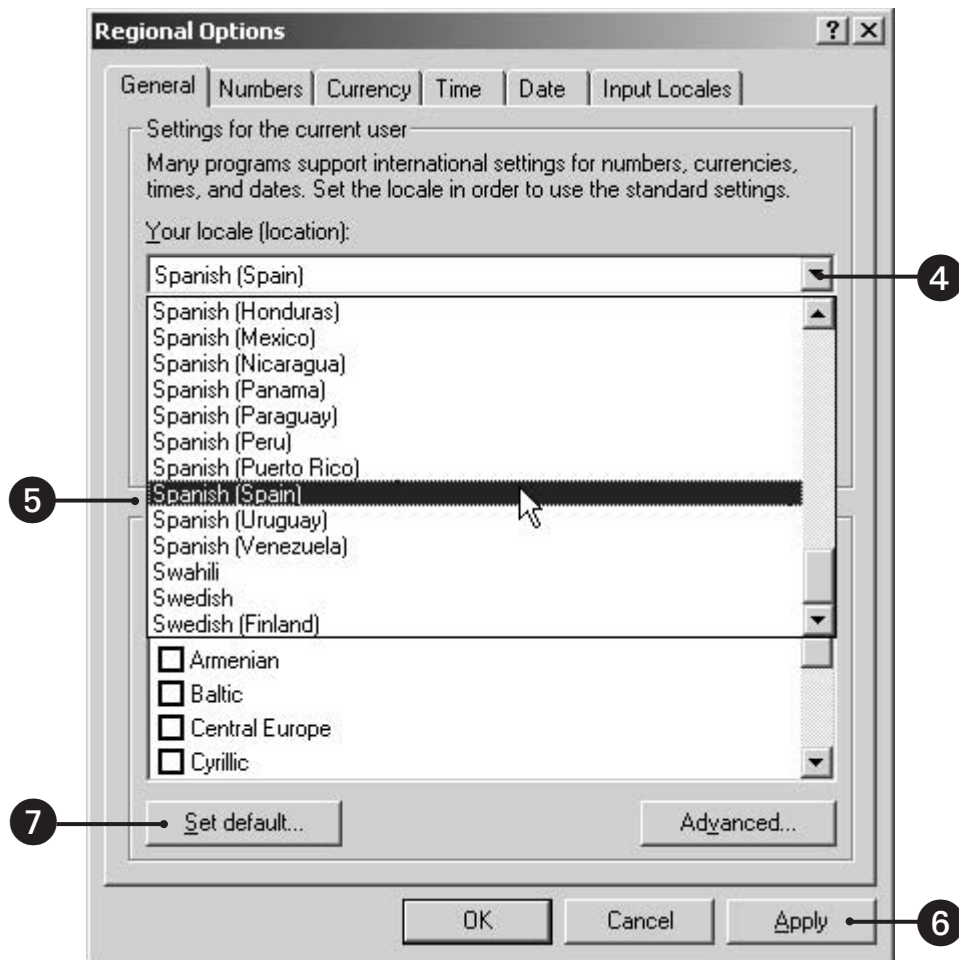 Regional Options
General Numbers Currency Time Date Input Locales
Settings for the current user
Many programs support international settings for numbers, currencies,
times, and dates. Set the locale in order to use the standard settings.
Your locale (location):
Spanish (Spain)
4
Spanish (Honduras)
Spanish (Mexico)
Spanish (Nicaragua)
Spanish (Panama)
Spanish (Paraguay)
Spanish (Peru)
Spanish (Puerto Rico)
5 Spanish (Spain)
Spanish (Uruguay)
Spanish (Venezuela)
Swahili
Swedish
Swedish (Finland)
Armenian
Baltic
Central Europe
Cyrillic
7 Set default... Advanced...
OK Cancel Apply 6